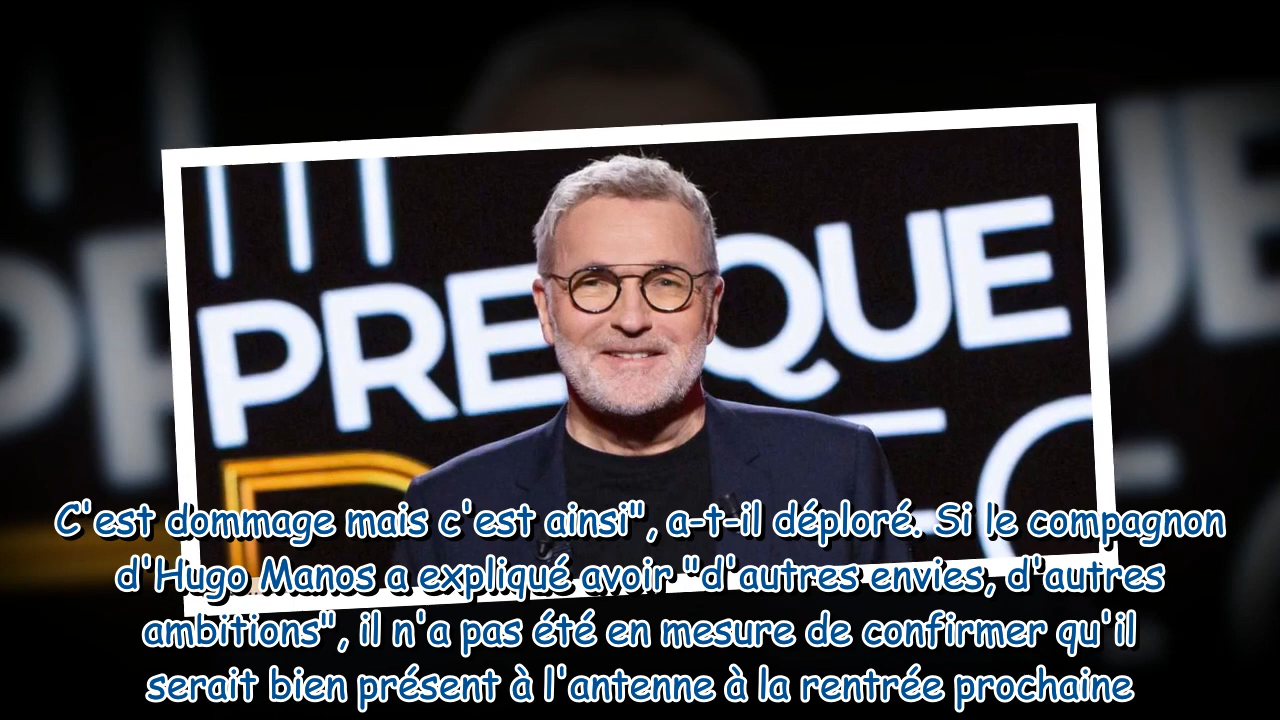 PRESQUE
C'est dommage mais c'est ainsi", a-t-il déploré. Si le compagnon
d'Hugo Manos a expliqué avoir "d'autres envies, d'autres
ambitions", il n'a pas été en mesure de confirmer qu'il
serait bien présent à l'antenne à la rentrée prochaine